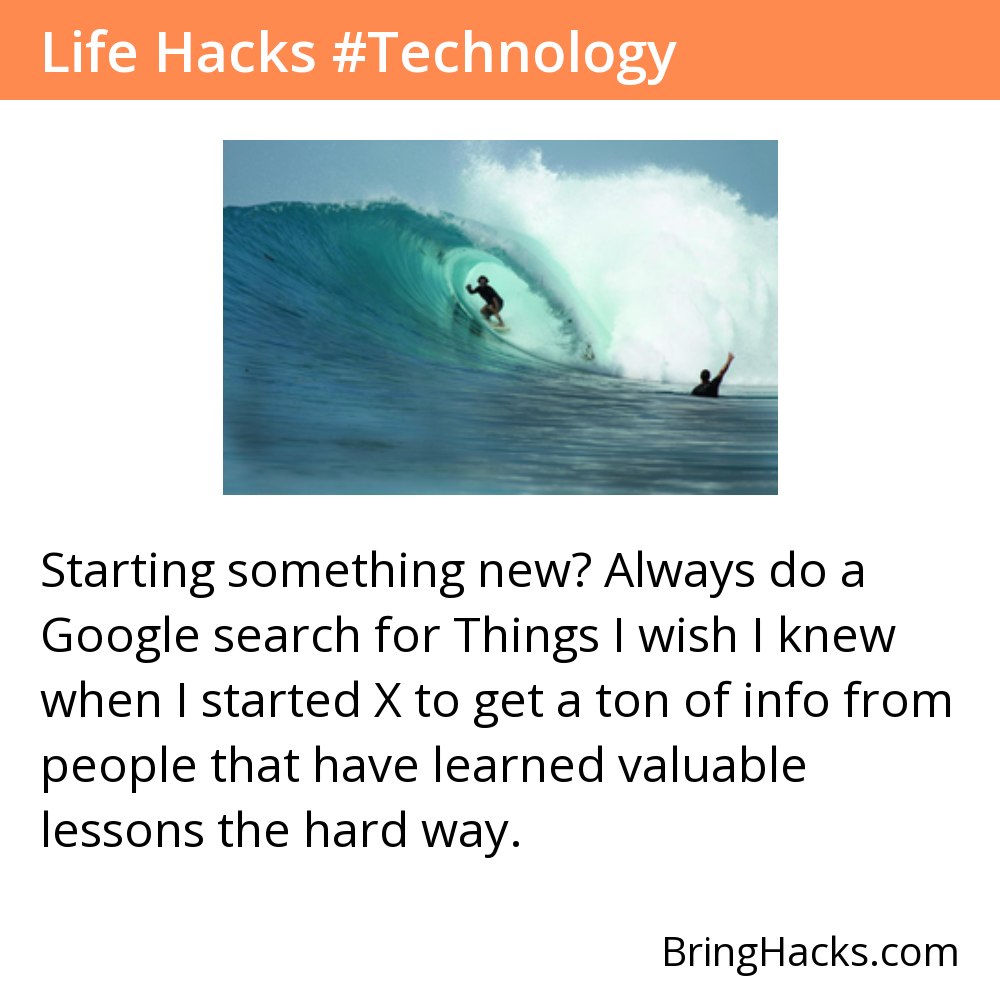 Life Hacks #Technology
Starting something new? Always do a
Google search for Things I wish I knew
when I started X to get a ton of info from
people that have learned valuable
lessons the hard way.
BringHacks.com